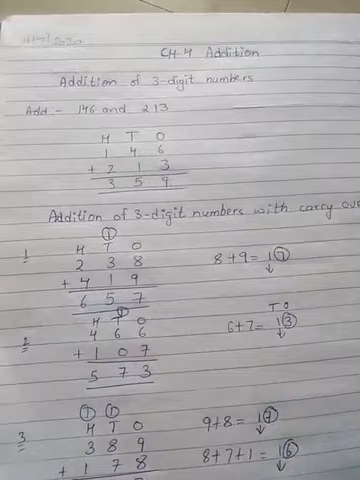 CH-4 Addition
Addition of 3-digit numbers
Add :- 146 and 213
H T O
1 4 6
+ 2 1 3
3 5 9
Addition of 3-digit numbers with carry ove
1
①
H T O
2 3 8
+ 4 1 9
6 5 7
8+9= 1⑦
↓
2
①
H T O
4 6 6
+ 1 0 7
5 7 3
T O
6+7= 1③
↓
3
① ①
H T O
3 8 9
+ 1 7 8
9+8 = 1⑦
↓
8+7+1 = 1⑥
↓